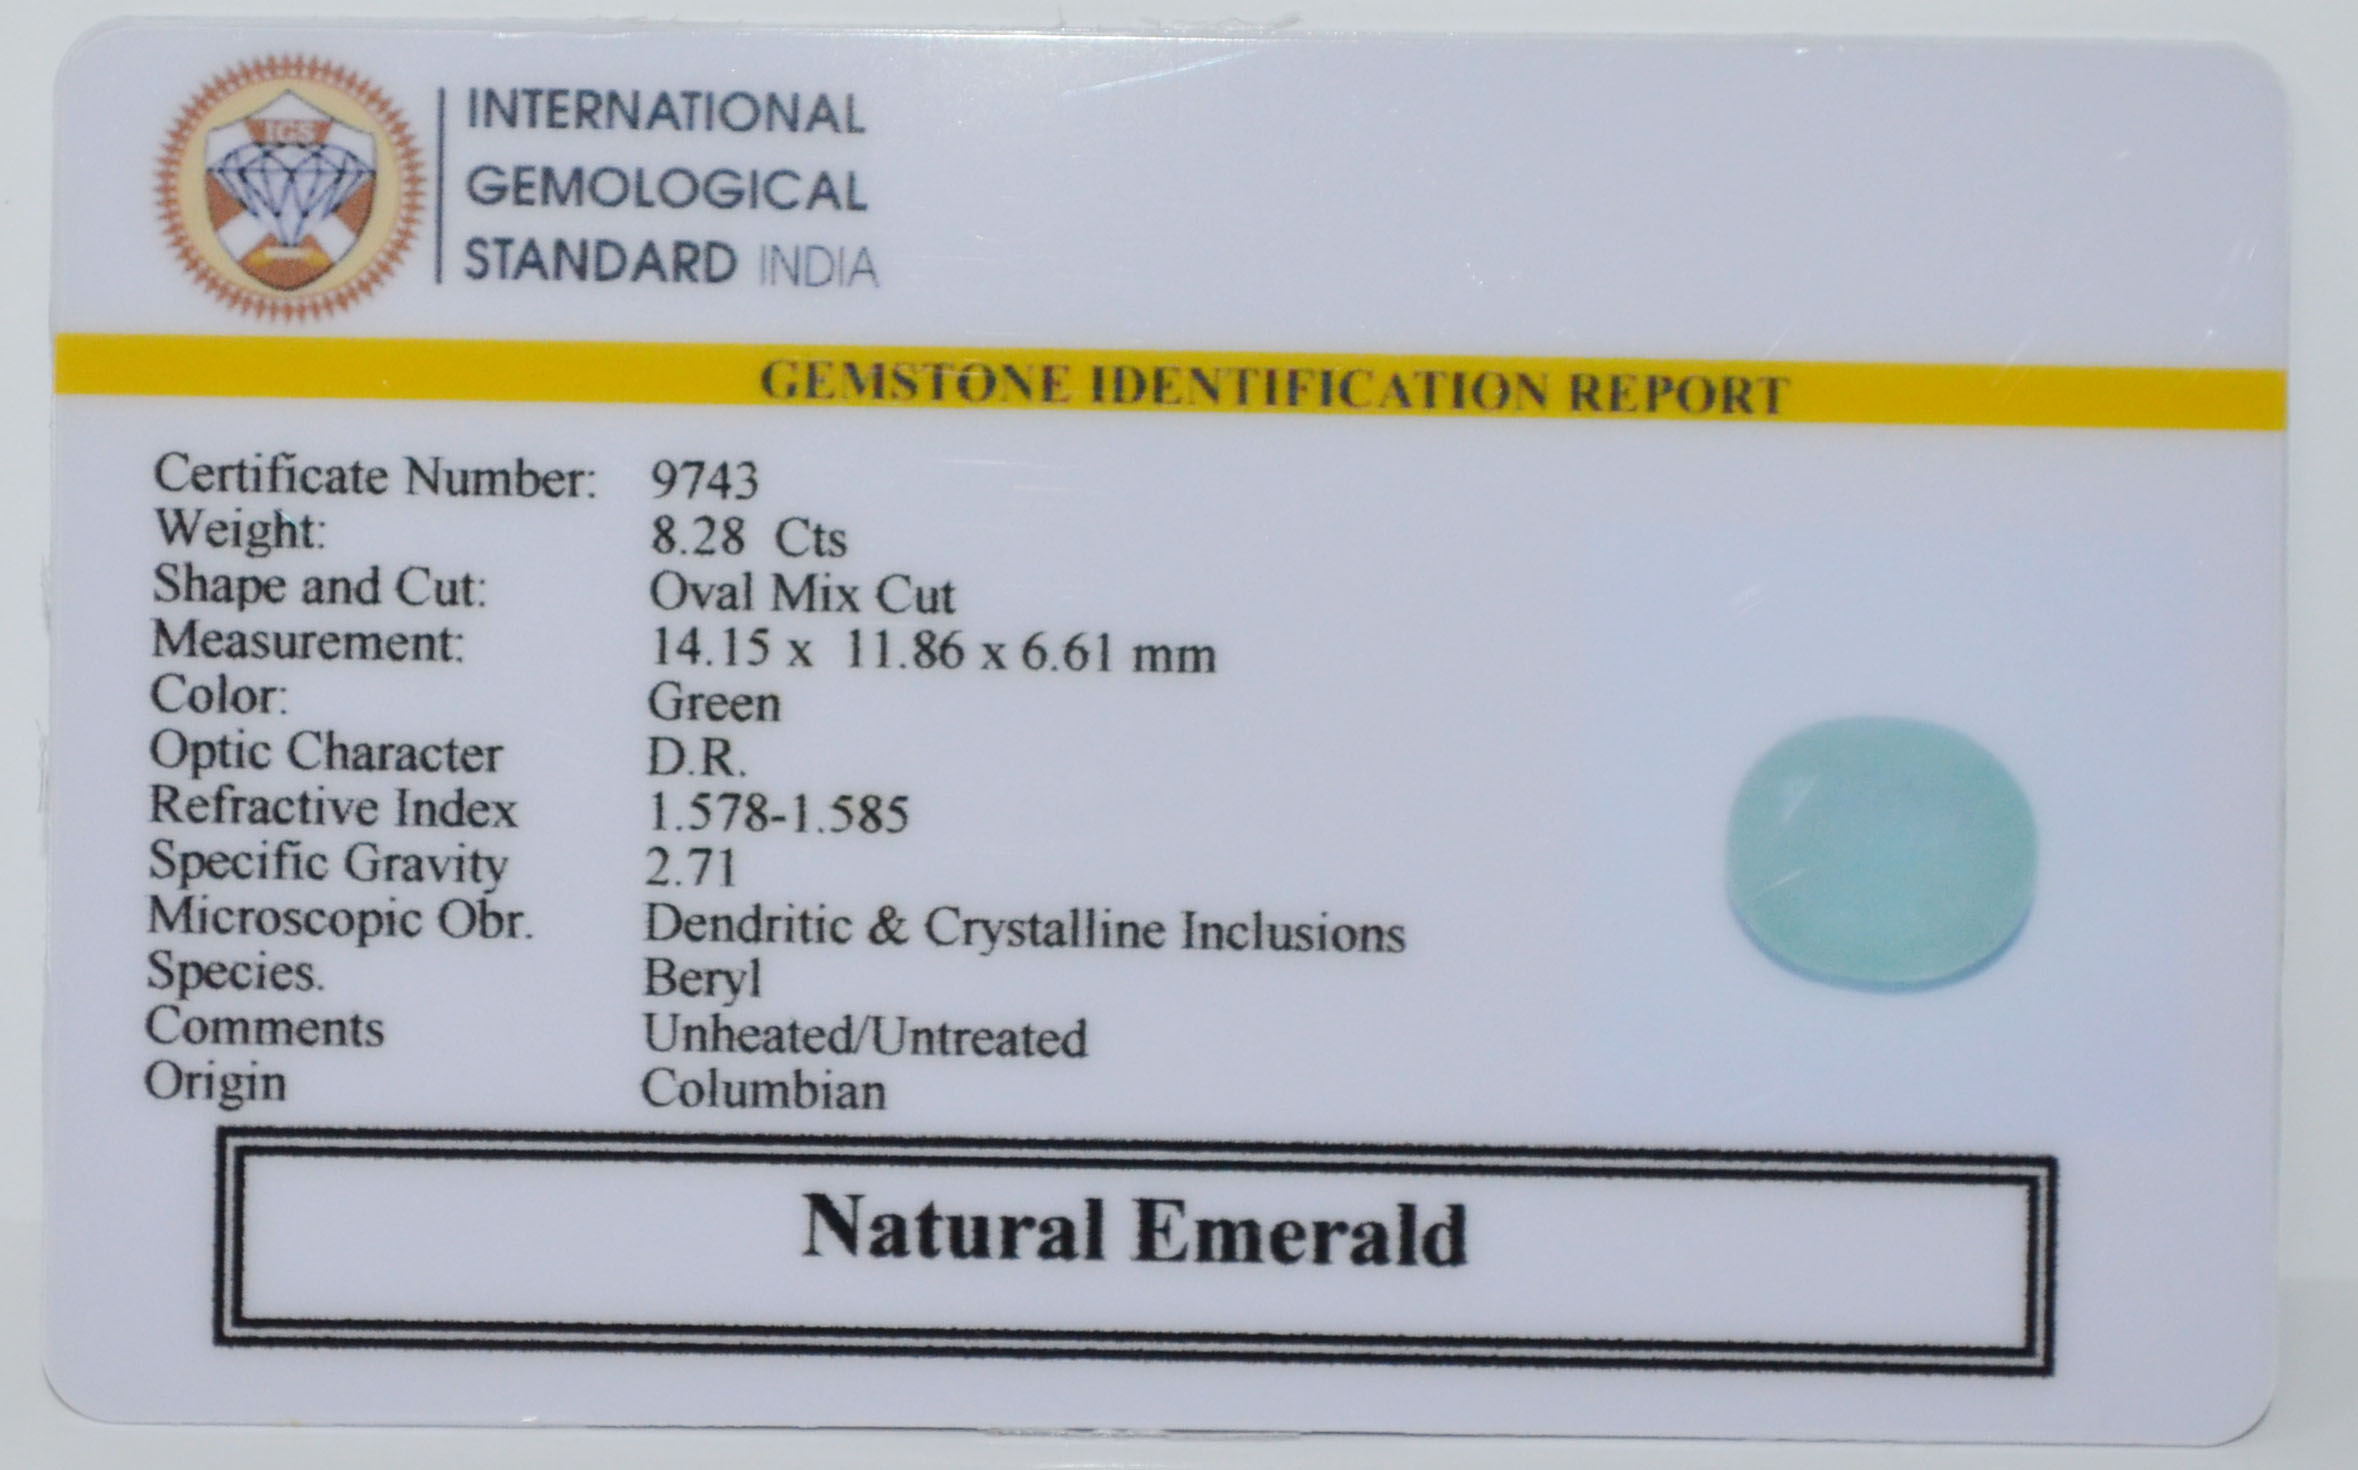 IGS
INTERNATIONAL
GEMOLOGICAL
STANDARD INDIA
GEMSTONE IDENTIFICATION REPORT
Certificate Number: 9743
Weight: 8.28 Cts
Shape and Cut: Oval Mix Cut
Measurement: 14.15 x 11.86 x 6.61 mm
Color: Green
Optic Character D.R.
Refractive Index 1.578-1.585
Specific Gravity 2.71
Microscopic Obr. Dendritic & Crystalline Inclusions
Species. Beryl
Comments Unheated/Untreated
Origin Columbian
Natural Emerald